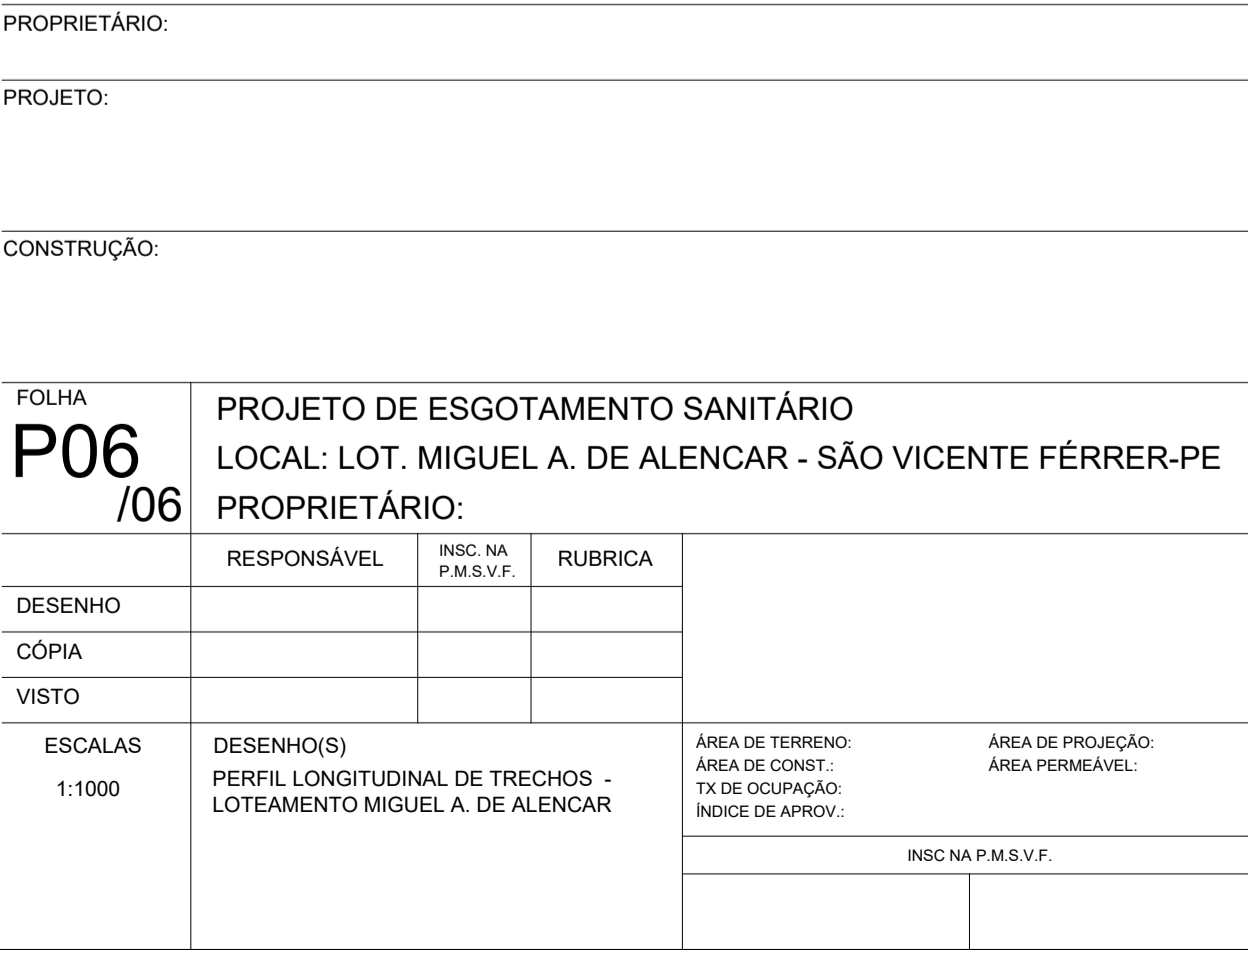 PROPRIETÁRIO:
PROJETO:
CONSTRUÇÃO:
FOLHA
P06
/06
PROJETO DE ESGOTAMENTO SANITÁRIO
LOCAL: LOT. MIGUEL A. DE ALENCAR - SÃO VICENTE FÉRRER-PE
PROPRIETÁRIO:
RESPONSÁVEL
INSC. NA
P.M.S.V.F.
RUBRICA
DESENHO
CÓPIA
VISTO
ESCALAS
1:1000
DESENHO(S)
PERFIL LONGITUDINAL DE TRECHOS -
LOTEAMENTO MIGUEL A. DE ALENCAR
ÁREA DE TERRENO:
ÁREA DE CONST.:
TX DE OCUPAÇÃO:
ÍNDICE DE APROV.:
ÁREA DE PROJEÇÃO:
ÁREA PERMEÁVEL:
INSC NA P.M.S.V.F.